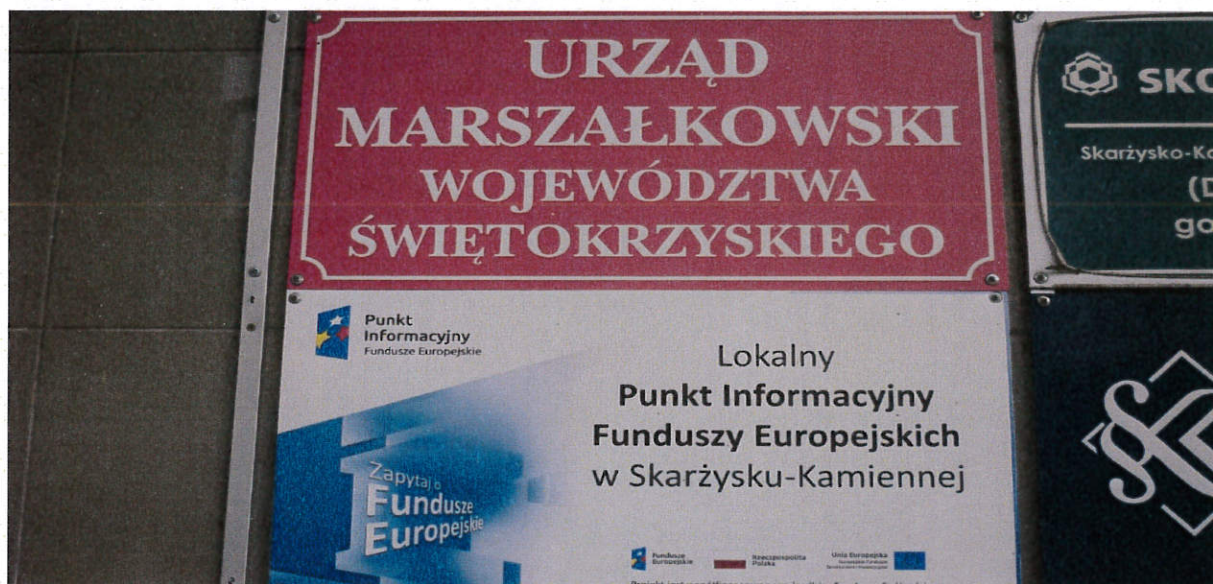 URZĄD
MARSZAŁKOWSKI
WOJEWÓDZTWA
ŚWIĘTOKRZYSKIEGO
SKO
Skarżysko-Ka
(D
go
Punkt
Informacyjny
Fundusze Europejskie
Lokalny
Punkt Informacyjny
Funduszy Europejskich
w Skarżysku-Kamiennej
Zapytaj o
Fundusze
Europejskie
Fundusze
Europejskie
Rzeczpospolita
Polska
Unia Europejska